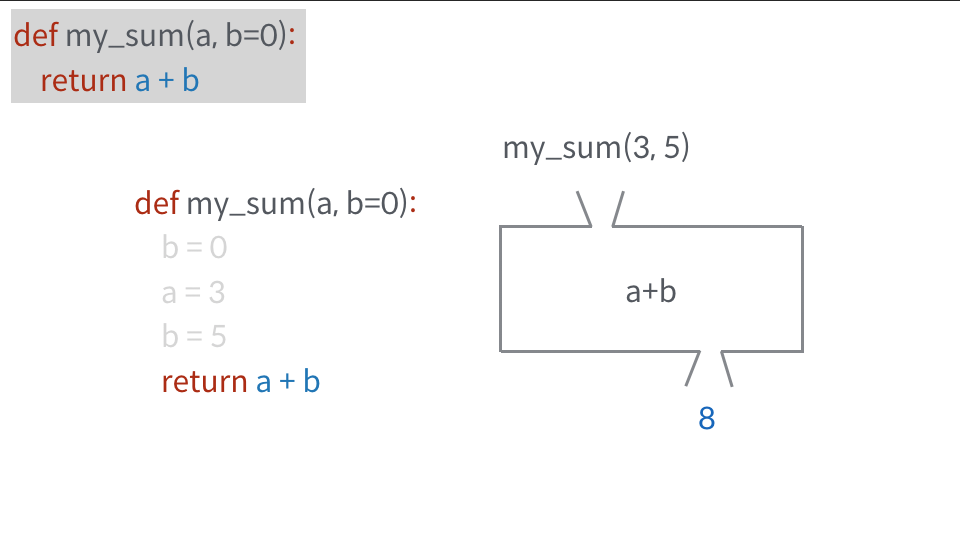 def my_sum(a, b=0):
return a + b
my_sum(3, 5)
def my_sum(a, b=0):
b = 0
a = 3
b = 5
return a + b
a+b
8